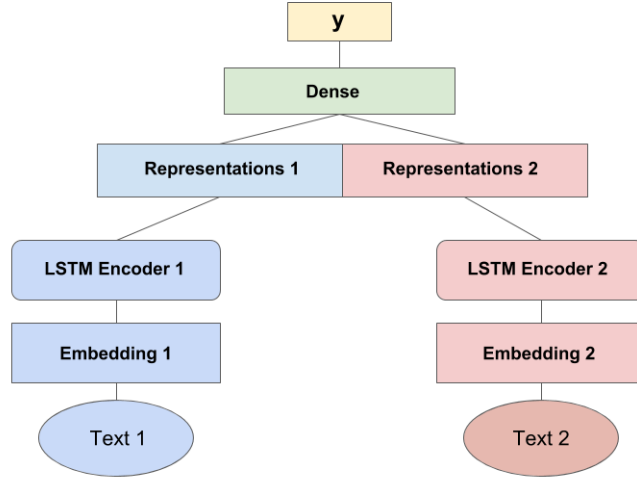 y
Dense
Representations 1
Representations 2
LSTM Encoder 1
LSTM Encoder 2
Embedding 1
Embedding 2
Text 1
Text 2